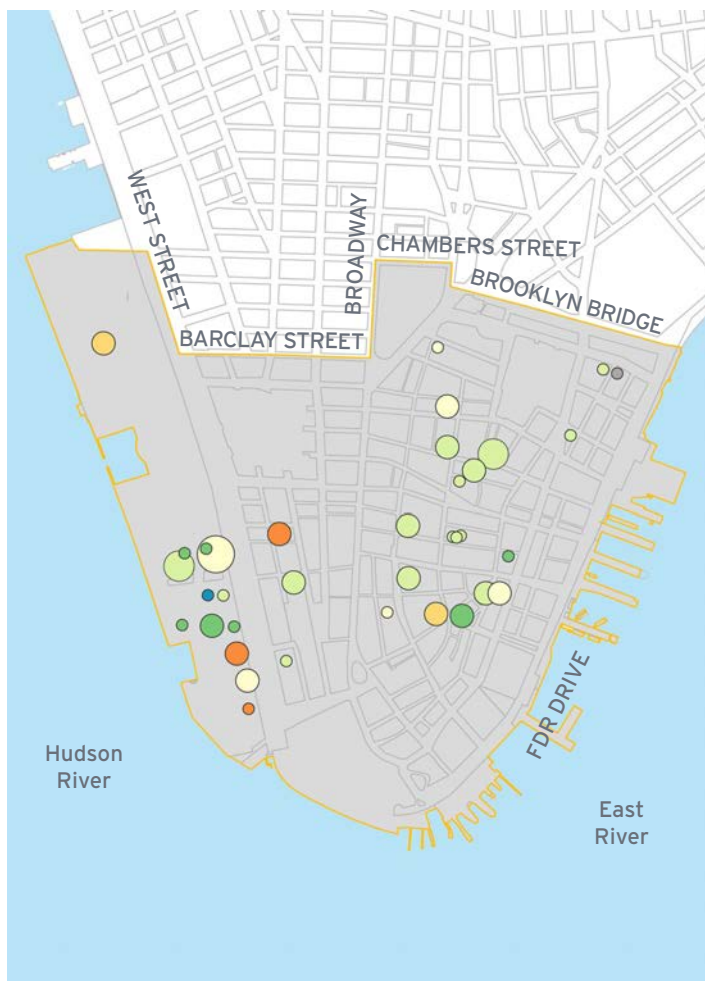 WEST STREET
BROADWAY
CHAMBERS STREET
BROOKLYN BRIDGE
BARCLAY STREET
FDR DRIVE
Hudson
River
East
River